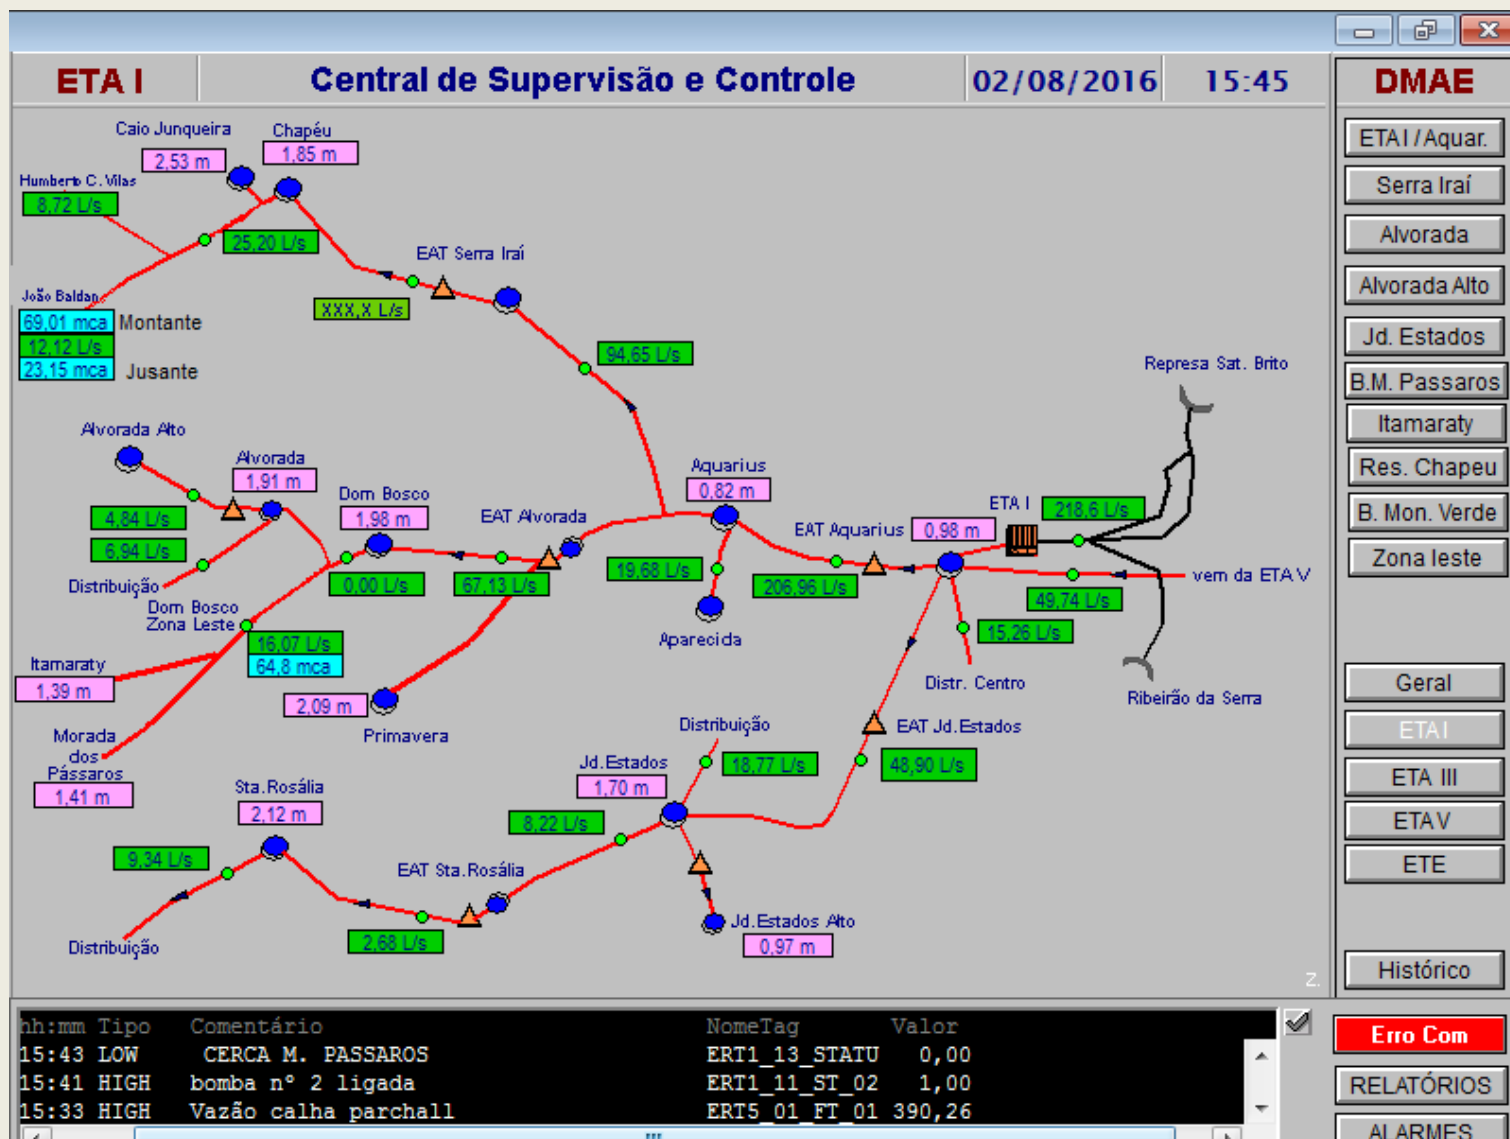 ETA I
Central de Supervisão e Controle
02/08/2016
15:45
DMAE
Caio Junqueira
2,53 m
Chapéu
1,85 m
Humberto C. Vilas
8,72 L/s
25,20 L/s
EAT Serra Iraí
XXX,X L/s
João Baldan
69,01 mca Montante
12,12 L/s
23,15 mca Jusante
94,65 L/s
Represa Sat. Brito
Alvorada Alto
Alvorada
1,91 m
4,84 L/s
6,94 L/s
Distribuição
Dom Bosco
1,98 m
EAT Alvorada
0,00 L/s
67,13 L/s
Aquarius
0,82 m
19,68 L/s
Aparecida
EAT Aquarius
0,98 m
206,96 L/s
ETA I
218,6 L/s
vem da ETA V
49,74 L/s
15,26 L/s
Distr. Centro
Ribeirão da Serra
Dom Bosco
Zona Leste
16,07 L/s
64,8 mca
Itamaraty
1,39 m
2,09 m
Primavera
Morada
dos
Pássaros
1,41 m
Distribuição
18,77 L/s
EAT Jd.Estados
48,90 L/s
Jd.Estados
1,70 m
Sta.Rosália
2,12 m
8,22 L/s
9,34 L/s
EAT Sta.Rosália
2,68 L/s
Distribuição
Jd.Estados Alto
0,97 m
Z.
ETA I / Aquar.
Serra Iraí
Alvorada
Alvorada Alto
Jd. Estados
B.M. Passaros
Itamaraty
Res. Chapeu
B. Mon. Verde
Zona leste
Geral
ETA I
ETA III
ETA V
ETE
Histórico
Erro Com
RELATÓRIOS
ALARMES
hh:mm Tipo Comentário NomeTag Valor
15:43 LOW CERCA M. PASSAROS ERT1_13_STATU 0,00
15:41 HIGH bomba nº 2 ligada ERT1_11_ST_02 1,00
15:33 HIGH Vazão calha parchall ERT5_01_FT_01 390,26